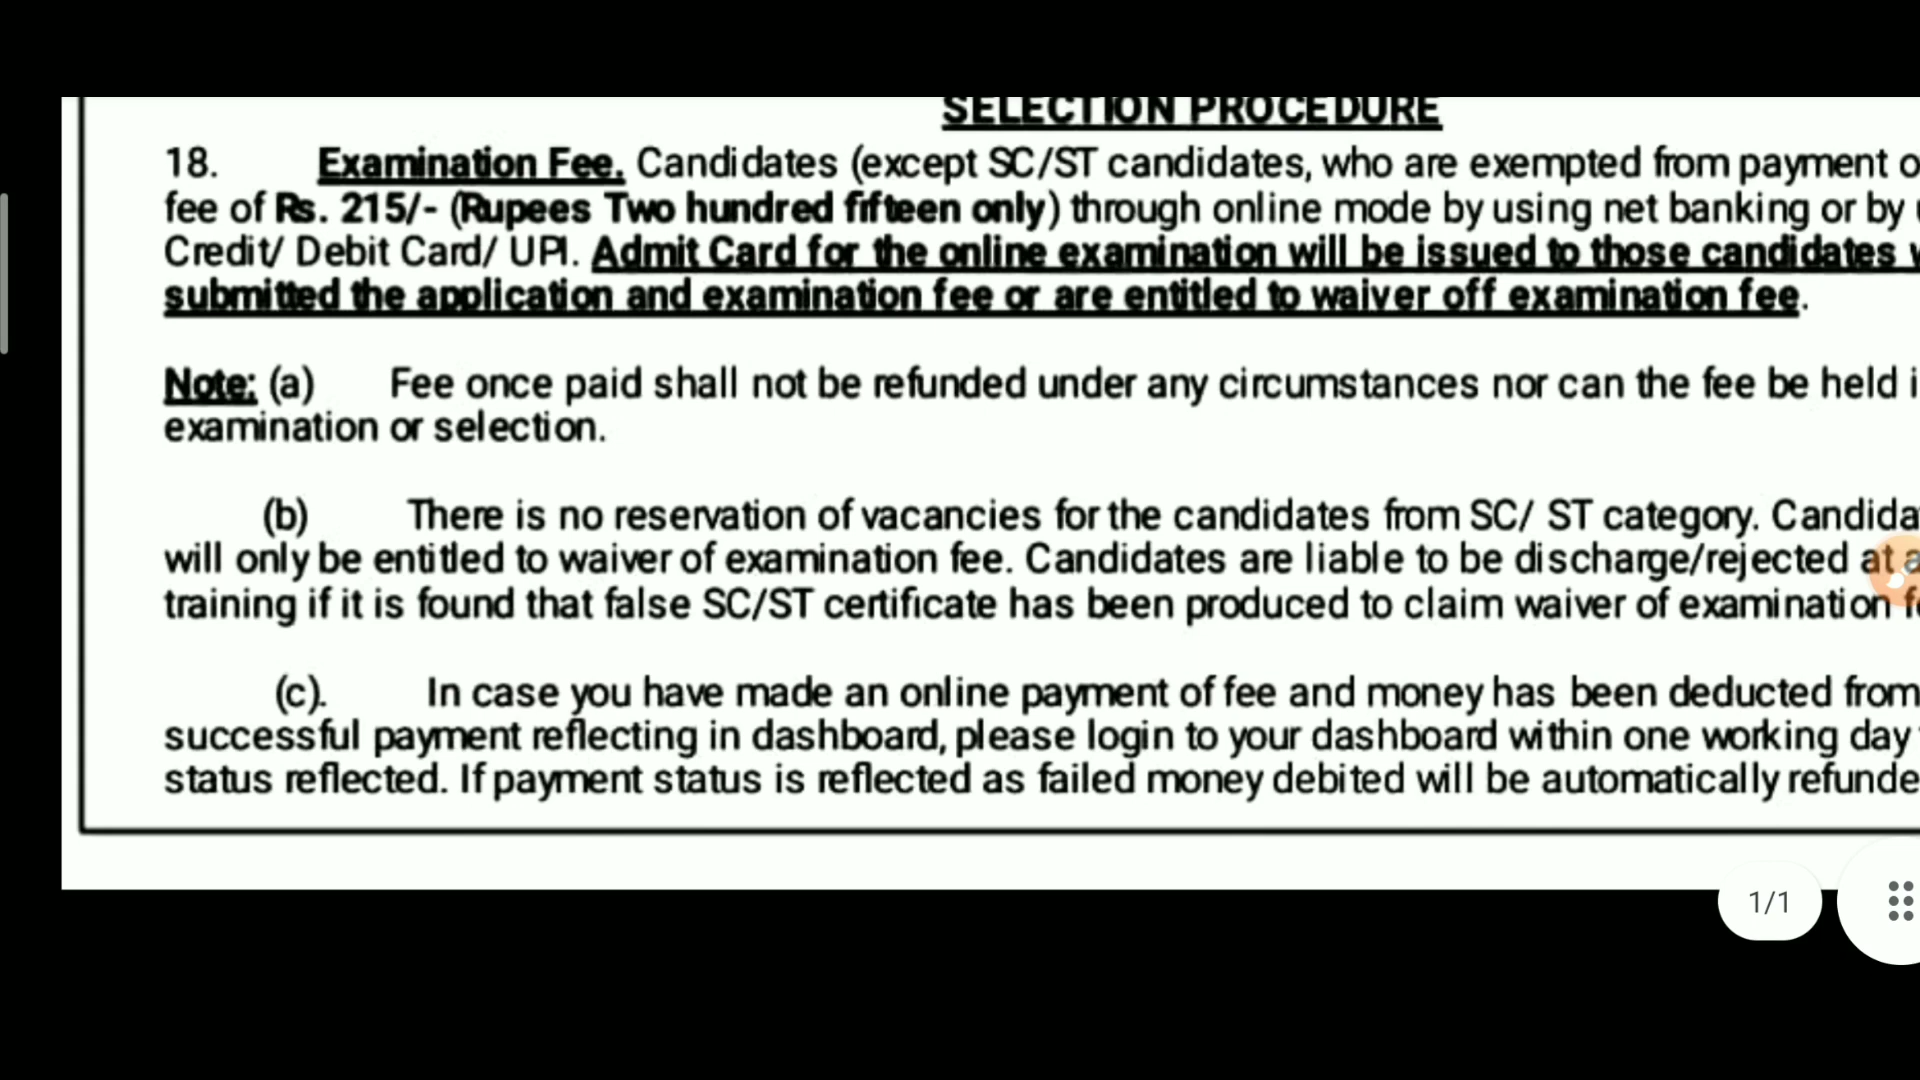 SELECTION PROCEDURE
18. Examination Fee. Candidates (except SC/ST candidates, who are exempted from payment
fee of Rs. 215/- (Rupees Two hundred fifteen only) through online mode by using net banking or by
Credit/ Debit Card/ UPI. Admit Card for the online examination will be issued to those candidates
submitted the application and examination fee or are entitled to waiver off examination fee.
Note: (a) Fee once paid shall not be refunded under any circumstances nor can the fee be held
examination or selection.
(b) There is no reservation of vacancies for the candidates from SC/ ST category.
will only be entitled to waiver of examination fee. Candidates are liable to be discharge/rejected at
training if it is found that false SC/ST certificate has been produced to claim waiver of examination
(c). In case you have made an online payment of fee and money has been deducted from
successful payment reflecting in dashboard, please login to your dashboard within one working day
status reflected. If payment status is reflected as failed money debited will be automatically
1/1